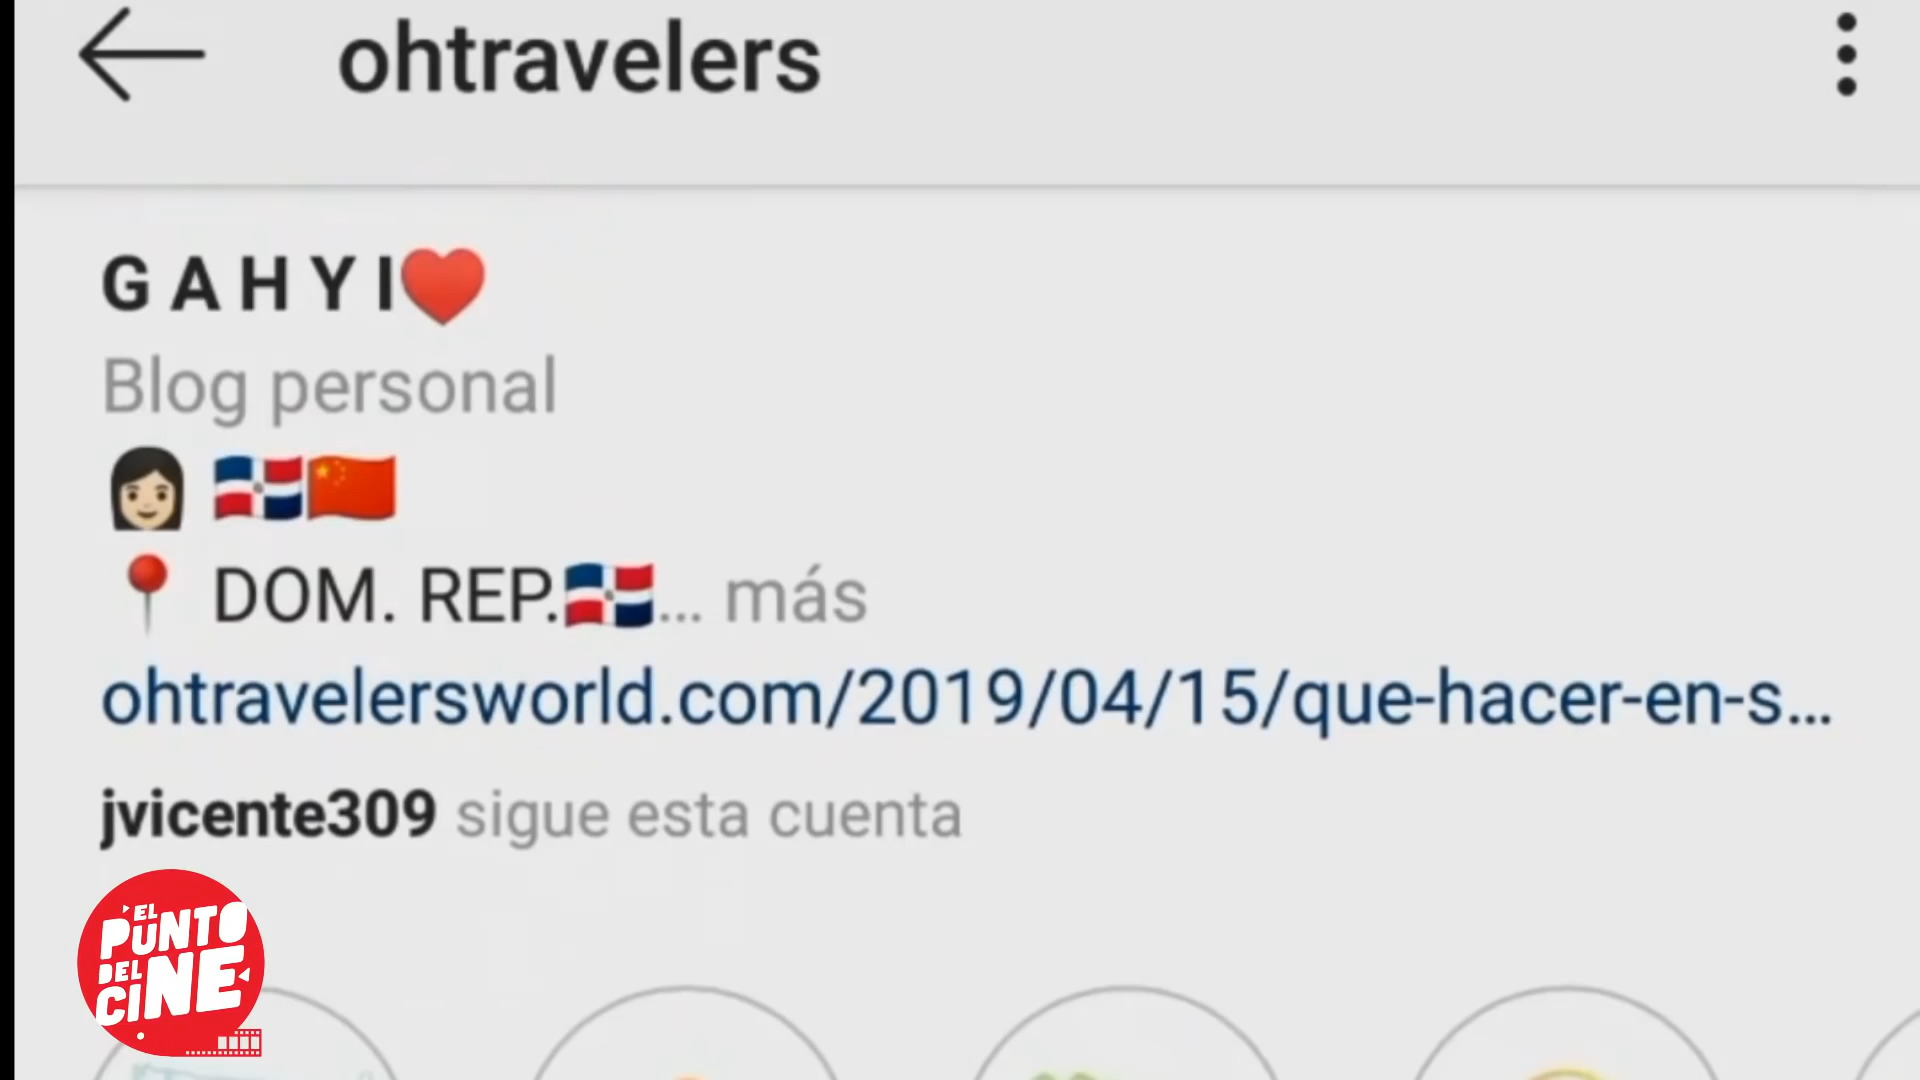 ohtravelers
G A H Y I❤️
Blog personal
👩🏻 🇩🇴🇨🇳
📍 DOM. REP.🇩🇴... más
ohtravelersworld.com/2019/04/15/que-hacer-en-s...
jvicente309 sigue esta cuenta
EL
PUNTO
DEL
CINE